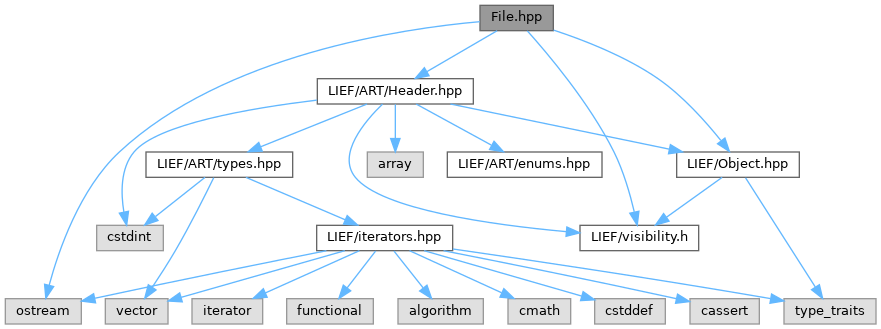 File.hpp
LIEF/ART/Header.hpp
LIEF/ART/types.hpp
array
LIEF/ART/enums.hpp
LIEF/Object.hpp
cstdint
LIEF/iterators.hpp
LIEF/visibility.h
ostream
vector
iterator
functional
algorithm
cmath
cstddef
cassert
type_traits